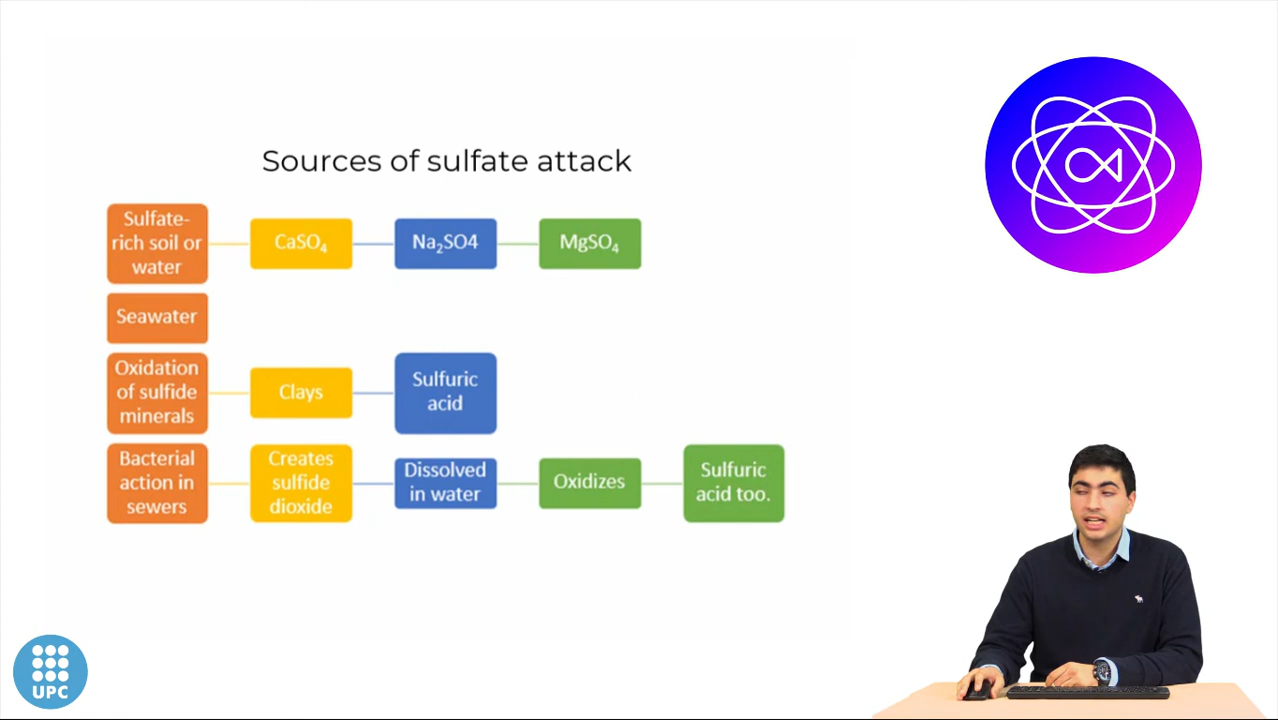 Sources of sulfate attack
Sulfate-
rich soil or
water
CaSO₄
Na₂SO4
MgSO₄
Seawater
Oxidation
of sulfide
minerals
Clays
Sulfuric
acid
Bacterial
action in
sewers
Creates
sulfide
dioxide
Dissolved
in water
Oxidizes
Sulfuric
acid too.
UPC